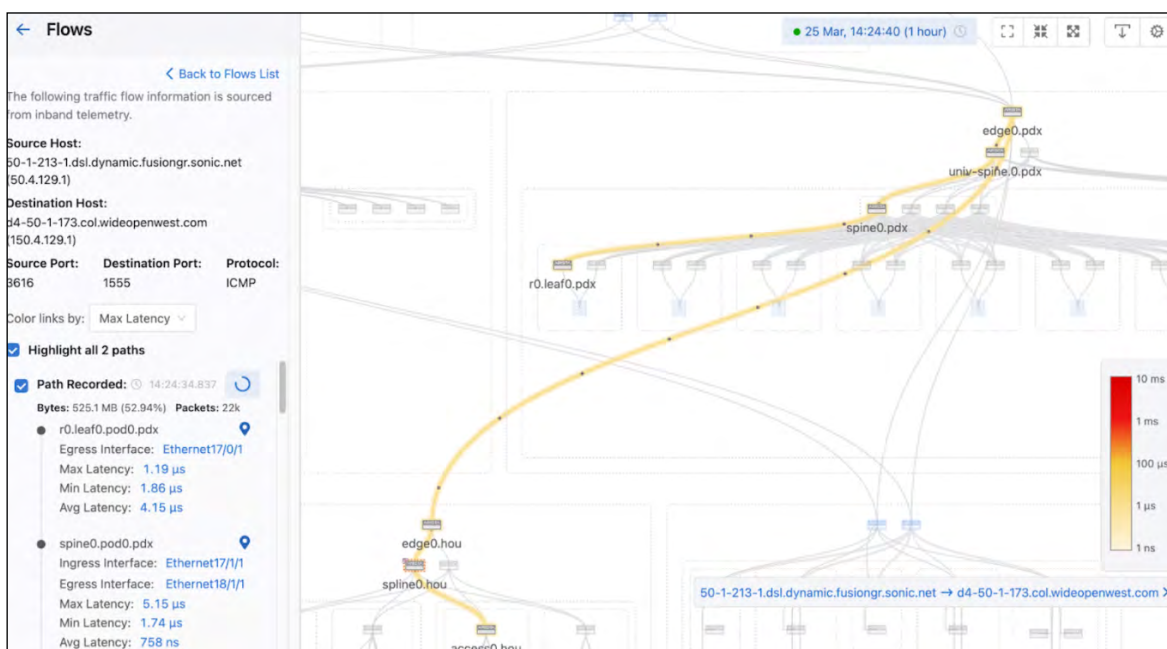 Flows
25 Mar, 14:24:40 (1 hour)
Back to Flows List
The following traffic flow information is sourced
from inband telemetry.
Source Host:
50-1-213-1.dsl.dynamic.fusiongr.sonic.net
(50.4.129.1)
Destination Host:
d4-50-1-173.col.wideopenwest.com
(150.4.129.1)
Source Port: Destination Port: Protocol:
3616 1555 ICMP
Color links by: Max Latency
Highlight all 2 paths
Path Recorded: 14:24:34.837
Bytes: 525.1 MB (52.94%) Packets: 22k
r0.leaf0.pod0.pdx
Egress Interface: Ethernet17/0/1
Max Latency: 1.19 µs
Min Latency: 1.86 µs
Avg Latency: 4.15 µs
spine0.pod0.pdx
Ingress Interface: Ethernet17/1/1
Egress Interface: Ethernet18/1/1
Max Latency: 5.15 µs
Min Latency: 1.74 µs
Avg Latency: 758 ns
edge0.pdx
univ-spine.0.pdx
spine0.pdx
r0.leaf0.pdx
edge0.hou
spline0.hou
access0.hou
10 ms
1 ms
100 µs
1 µs
1 ns
50-1-213-1.dsl.dynamic.fusiongr.sonic.net → d4-50-1-173.col.wideopenwest.com